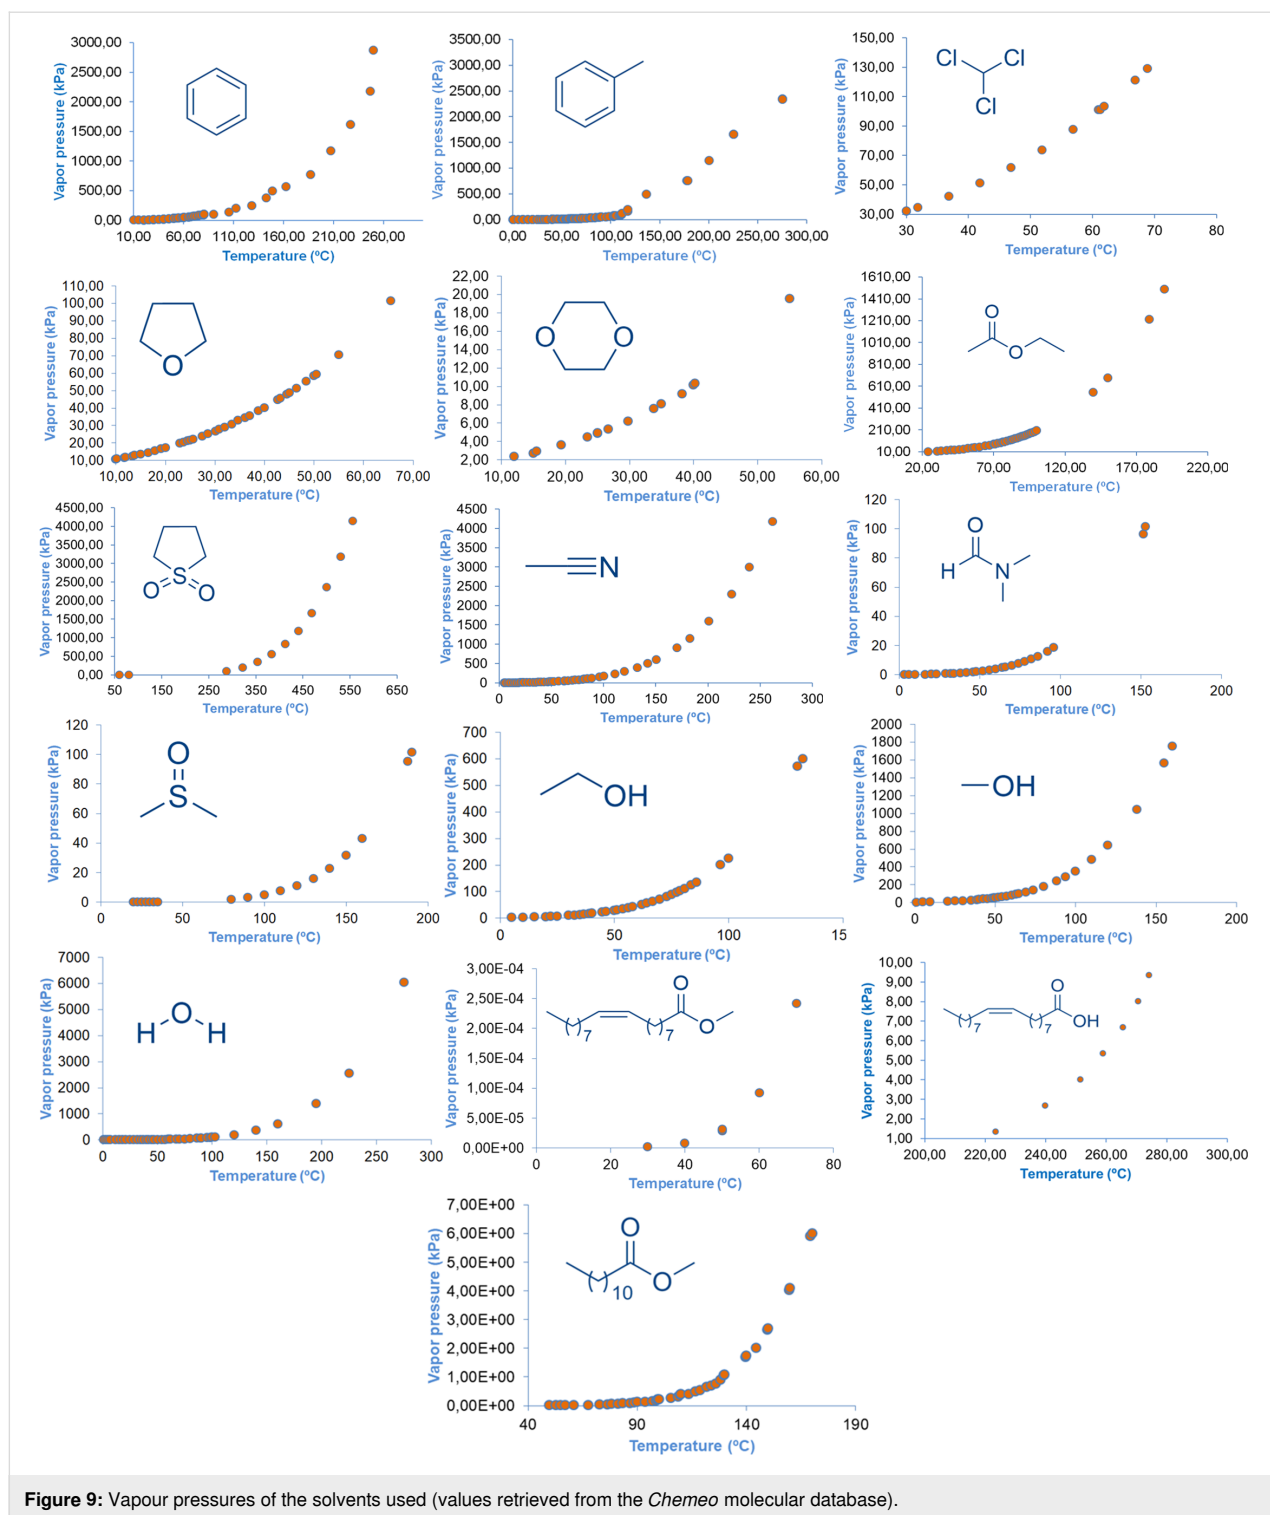 3000,00
2500,00
2000,00
1500,00
1000,00
500,00
0,00
10,00 60,00 110,00 160,00 210,00 260,00
Vapor pressure (kPa)
Temperature (ºC)
3500,00
3000,00
2500,00
2000,00
1500,00
1000,00
500,00
0,00
0,00 50,00 100,00 150,00 200,00 250,00 300,00
Vapor pressure (kPa)
Temperature (ºC)
150,00
130,00
110,00
90,00
70,00
50,00
30,00
30 40 50 60 70 80
Vapor pressure (kPa)
Temperature (ºC)
Cl Cl
Cl
110,00
100,00
90,00
80,00
70,00
60,00
50,00
40,00
30,00
20,00
10,00
10,00 20,00 30,00 40,00 50,00 60,00 70,00
Vapor pressure (kPa)
Temperature (ºC)
O
22,00
20,00
18,00
16,00
14,00
12,00
10,00
8,00
6,00
4,00
2,00
10,00 20,00 30,00 40,00 50,00 60,00
Vapor pressure (kPa)
Temperature (ºC)
O O
1610,00
1410,00
1210,00
1010,00
810,00
610,00
410,00
210,00
10,00
20,00 70,00 120,00 170,00 220,00
Vapor pressure (kPa)
Temperature (ºC)
O
O
4500,00
4000,00
3500,00
3000,00
2500,00
2000,00
1500,00
1000,00
500,00
0,00
50 150 250 350 450 550 650
Vapor pressure (kPa)
Temperature (ºC)
S
O O
4500
4000
3500
3000
2500
2000
1500
1000
500
0
0 50 100 150 200 250 300
Vapor pressure (kPa)
Temperature (ºC)
N
120
100
80
60
40
20
0
0 50 100 150 200
Vapor pressure (kPa)
Temperature (ºC)
O
H N
120
100
80
60
40
20
0
0 50 100 150 200
Vapor pressure (kPa)
Temperature (ºC)
O
S
700
600
500
400
300
200
100
0
0 50 100 15
Vapor pressure (kPa)
Temperature (ºC)
OH
2000
1800
1600
1400
1200
1000
800
600
400
200
0
0 50 100 150 200
Vapor pressure (kPa)
Temperature (ºC)
OH
7000
6000
5000
4000
3000
2000
1000
0
0 50 100 150 200 250 300
Vapor pressure (kPa)
Temperature (ºC)
O
H H
3,00E-04
2,50E-04
2,00E-04
1,50E-04
1,00E-04
5,00E-05
0,00E+00
0 20 40 60 80
Vapor pressure (kPa)
Temperature (ºC)
O
( )7 ( )7 O
10,00
9,00
8,00
7,00
6,00
5,00
4,00
3,00
2,00
1,00
200,00 220,00 240,00 260,00 280,00 300,00
Vapor pressure (kPa)
Temperature (ºC)
O
( )7 ( )7 OH
7,00E+00
6,00E+00
5,00E+00
4,00E+00
3,00E+00
2,00E+00
1,00E+00
0,00E+00
40 90 140 190
Vapor pressure (kPa)
Temperature (ºC)
O
( )10 O
Figure 9: Vapour pressures of the solvents used (values retrieved from the Chemeo molecular database).